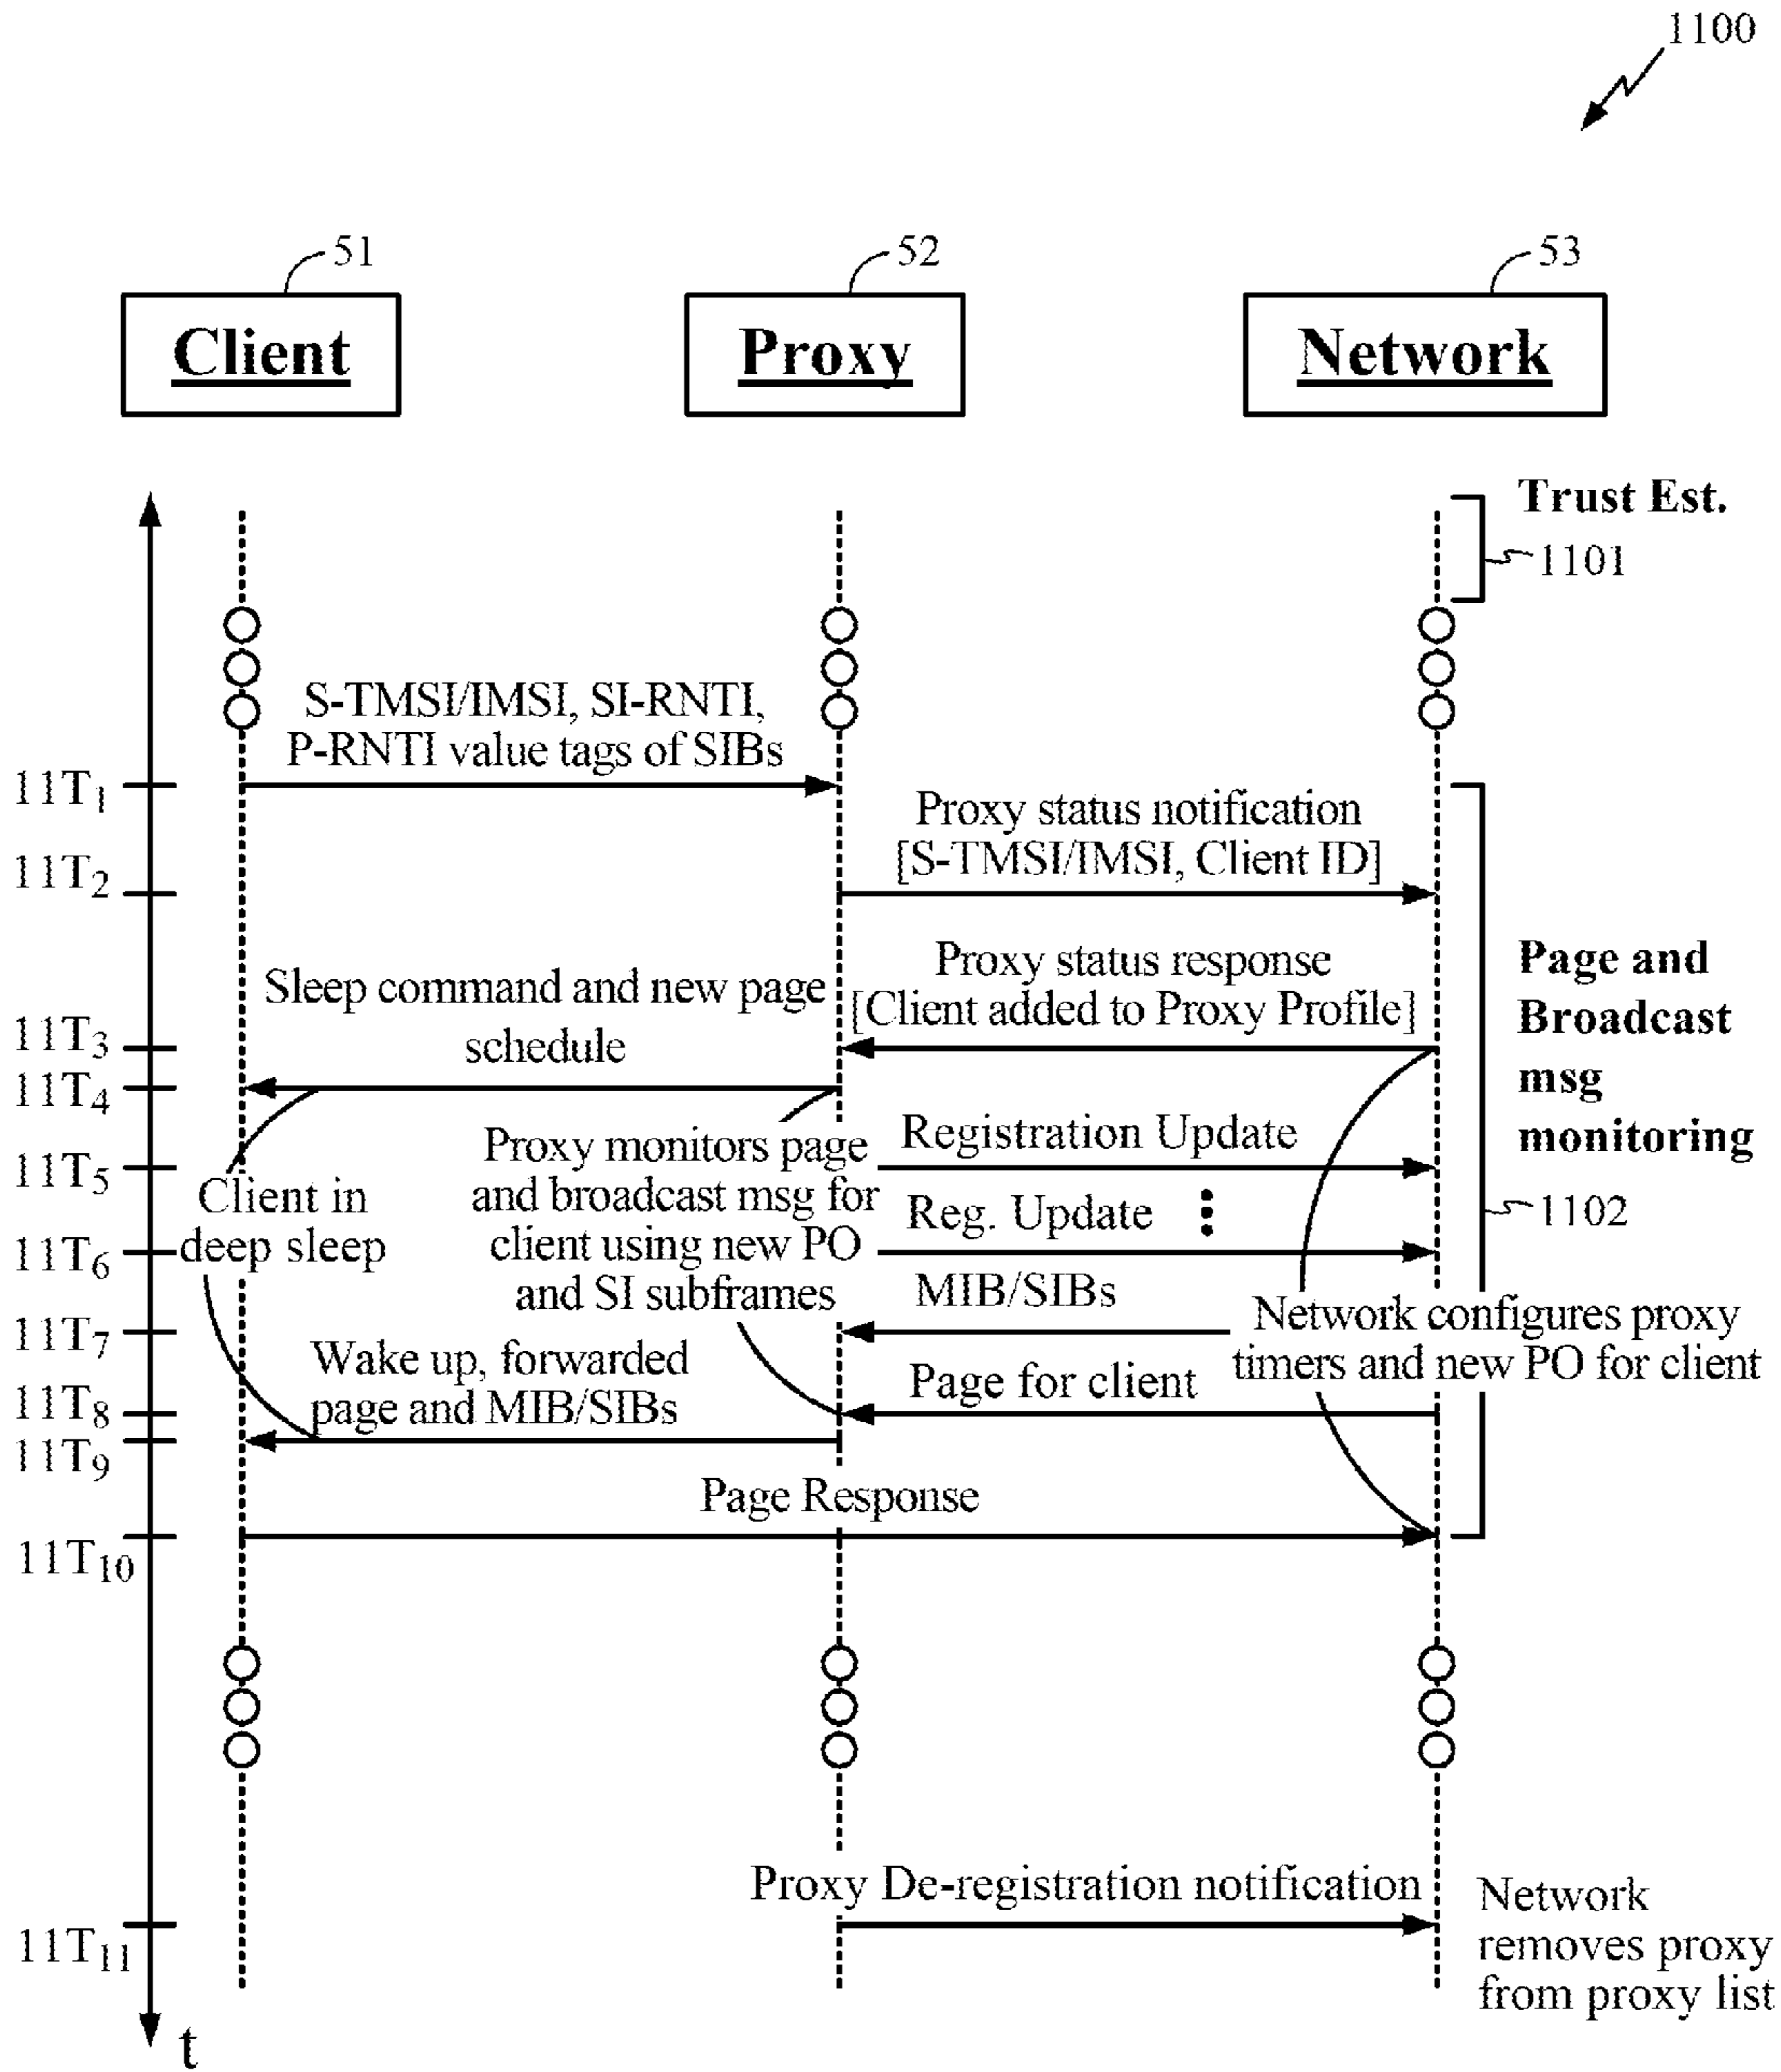 1100
51
52
53
Client
Proxy
Network
Trust Est.
1101
S-TMSI/IMSI, SI-RNTI,
P-RNTI value tags of SIBs
11T1
Proxy status notification
[S-TMSI/IMSI, Client ID]
11T2
Proxy status response
[Client added to Proxy Profile]
Sleep command and new page
schedule
11T3
11T4
Page and
Broadcast
msg
monitoring
1102
Registration Update
11T5
Reg. Update
11T6
Client in
deep sleep
Proxy monitors page
and broadcast msg for
client using new PO
and SI subframes
MIB/SIBs
11T7
Network configures proxy
timers and new PO for client
Wake up, forwarded
page and MIB/SIBs
Page for client
11T8
11T9
Page Response
11T10
Proxy De-registration notification
11T11
Network
removes proxy
from proxy list
t